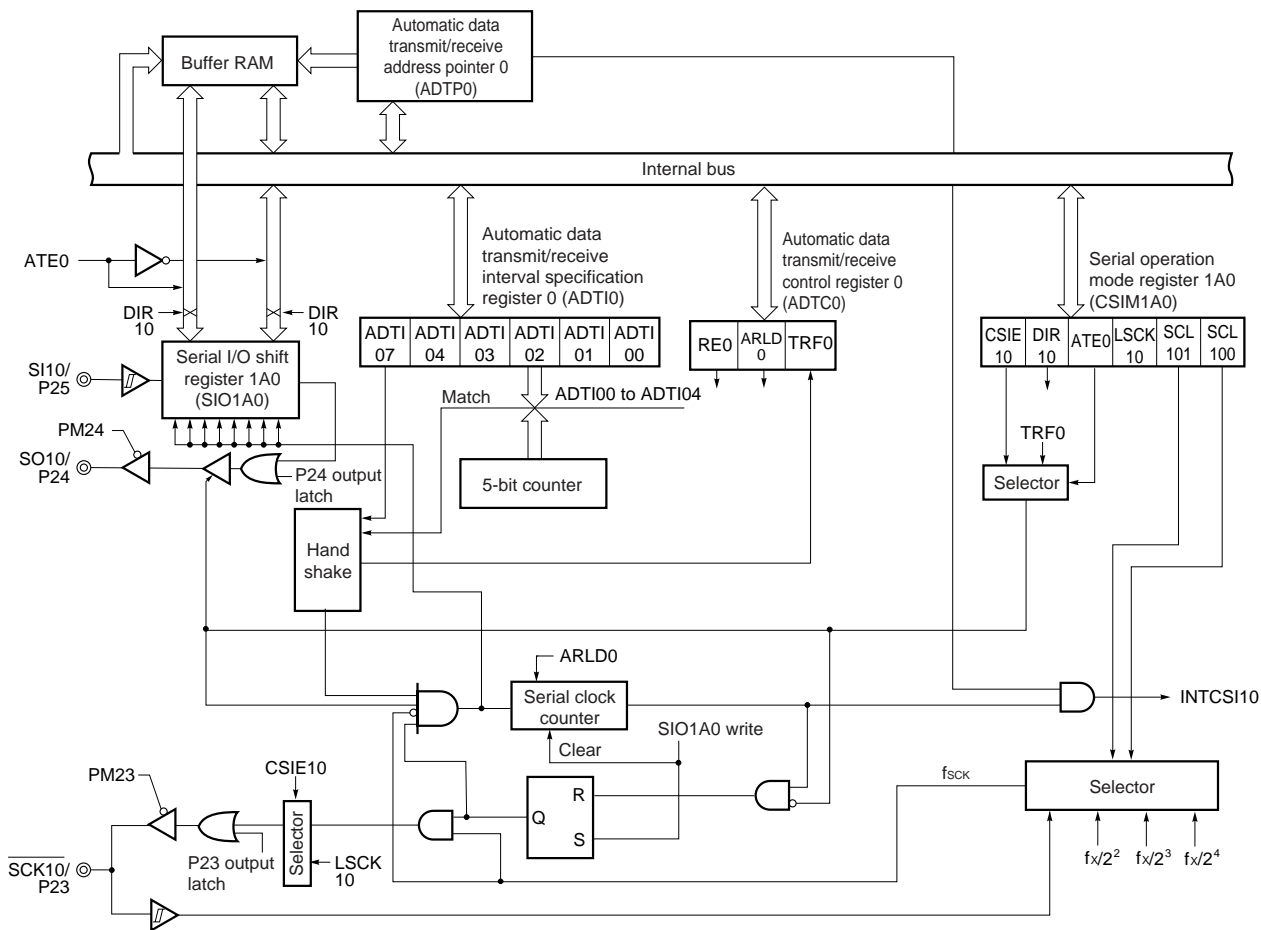 Buffer RAM
Automatic data
transmit/receive
address pointer 0
(ADTP0)
Internal bus
ATE0
DIR
10
DIR
10
Automatic data
transmit/receive
interval specification
register 0 (ADTI0)
Automatic data
transmit/receive
control register 0
(ADTC0)
Serial operation
mode register 1A0
(CSIM1A0)
SI10/
P25
Serial I/O shift
register 1A0
(SIO1A0)
ADTI
07
ADTI
04
ADTI
03
ADTI
02
ADTI
01
ADTI
00
RE0
ARLD
0
TRF0
CSIE
10
DIR
10
ATE0
LSCK
10
SCL
101
SCL
100
Match
ADTI00 to ADTI04
PM24
SO10/
P24
P24 output
latch
5-bit counter
TRF0
Selector
Hand
shake
ARLD0
Serial clock
counter
INTCSI10
SIO1A0 write
Clear
PM23
CSIE10
Selector
LSCK
10
P23 output
latch
SCK10/
P23
Q
R
S
fSCK
Selector
fX/2²
fX/2³
fX/2⁴